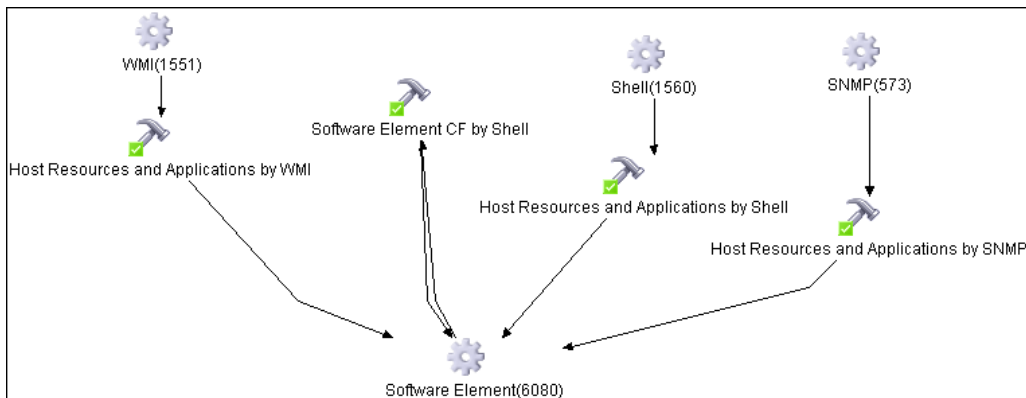 WMI(1551)
Shell(1560)
SNMP(573)
Software Element CF by Shell
Host Resources and Applications by WMI
Host Resources and Applications by Shell
Host Resources and Applications by SNMP
Software Element(6080)